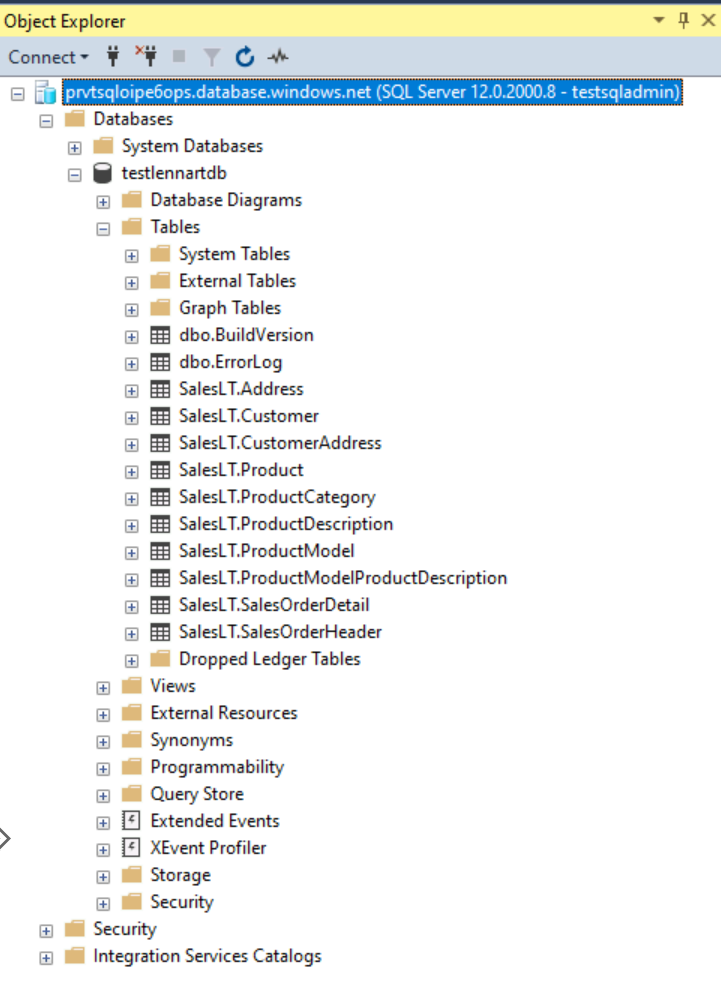 Object Explorer
Connect
prvtsqloipe6ops.database.windows.net (SQL Server 12.0.2000.8 - testsqladmin)
Databases
System Databases
testlennartdb
Database Diagrams
Tables
System Tables
External Tables
Graph Tables
dbo.BuildVersion
dbo.ErrorLog
SalesLT.Address
SalesLT.Customer
SalesLT.CustomerAddress
SalesLT.Product
SalesLT.ProductCategory
SalesLT.ProductDescription
SalesLT.ProductModel
SalesLT.ProductModelProductDescription
SalesLT.SalesOrderDetail
SalesLT.SalesOrderHeader
Dropped Ledger Tables
Views
External Resources
Synonyms
Programmability
Query Store
Extended Events
XEvent Profiler
Storage
Security
Security
Integration Services Catalogs